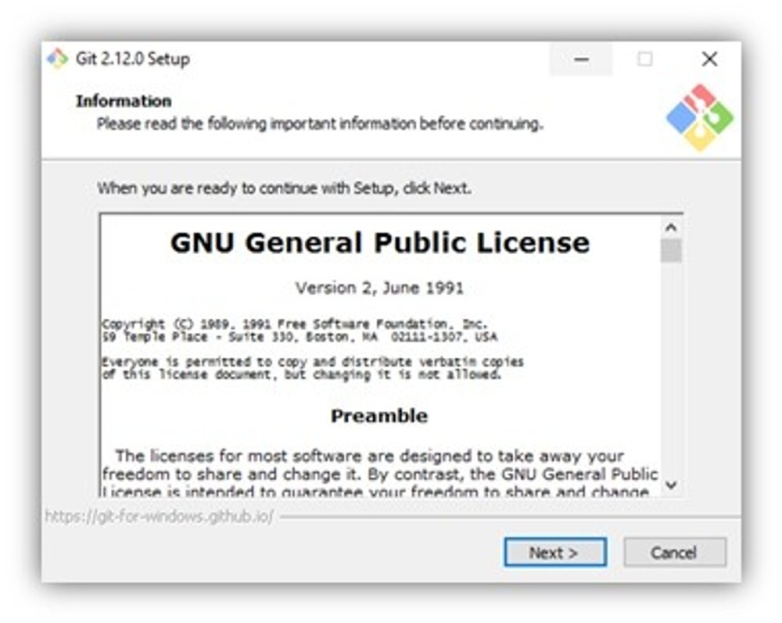 Git 2.12.0 Setup
Information
Please read the following important information before continuing.
When you are ready to continue with Setup, click Next.
GNU General Public License
Version 2, June 1991
Copyright (C) 1989, 1991 Free Software Foundation, Inc.
59 Temple Place - Suite 330, Boston, MA  02111-1307, USA
Everyone is permitted to copy and distribute verbatim copies
of this license document, but changing it is not allowed.
Preamble
The licenses for most software are designed to take away your
freedom to share and change it. By contrast, the GNU General Public
License is intended to guarantee your freedom to share and change
https://git-for-windows.github.io/
Next >
Cancel